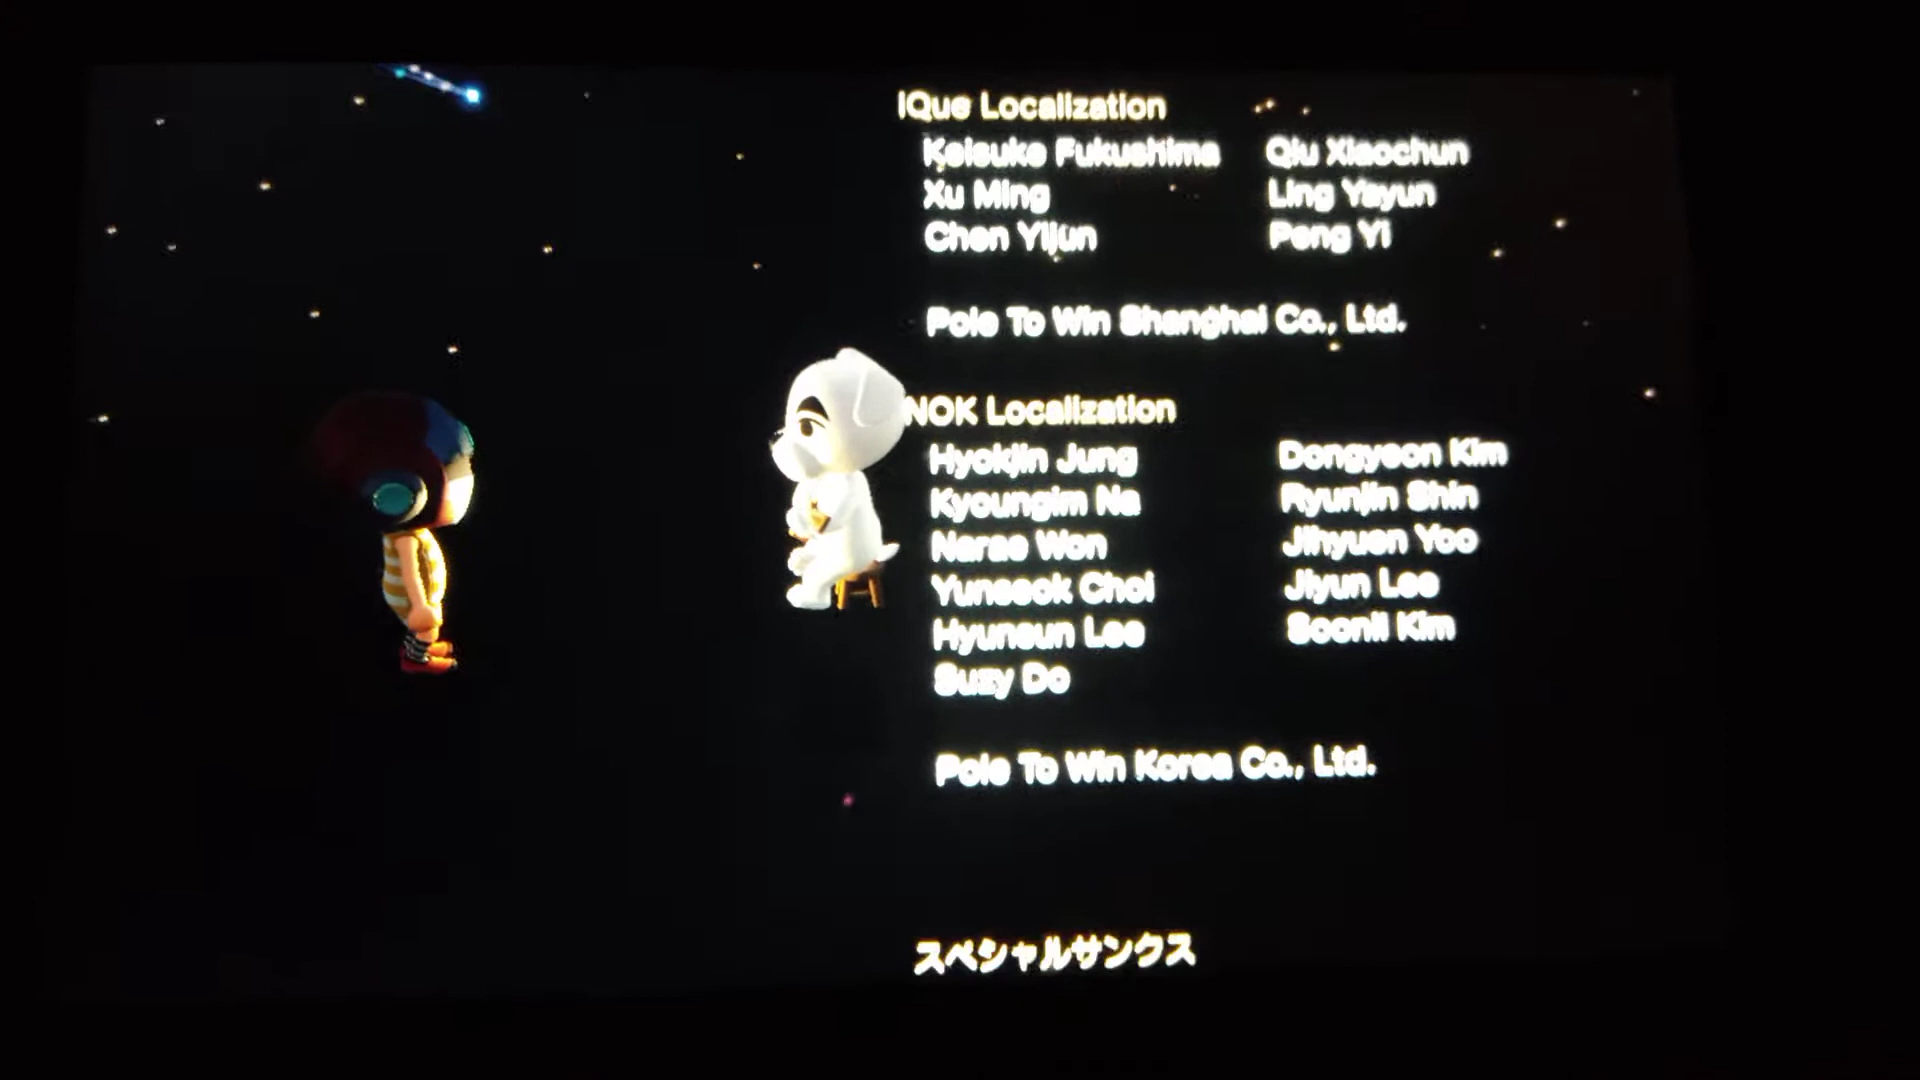 iQue Localization
Keisuke Fukushima Qiu Xiaochun
Xu Ming Ling Yayun
Chen Yijun Peng Yi
Pole To Win Shanghai Co., Ltd.
NOK Localization
Hyokjin Jung Dongyeon Kim
Kyoungim Na Ryunjin Shin
Narae Won Jihyuen Yoo
Yunseok Choi Jiyun Lee
Hyunsun Lee Soonil Kim
Suzy Do
Pole To Win Korea Co., Ltd.
スペシャルサンクス